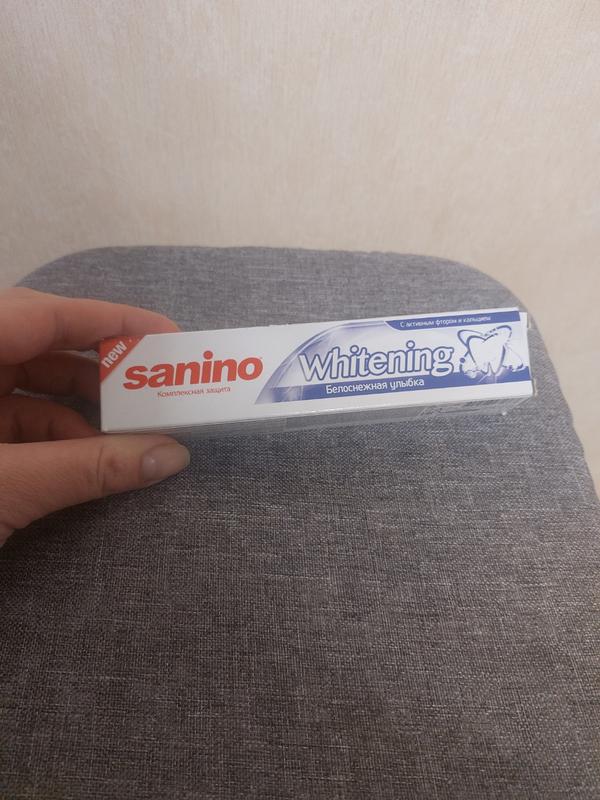 new
sanino
Комплексная защита
С активным фтором и кальцием
Whitening
Белоснежная улыбка